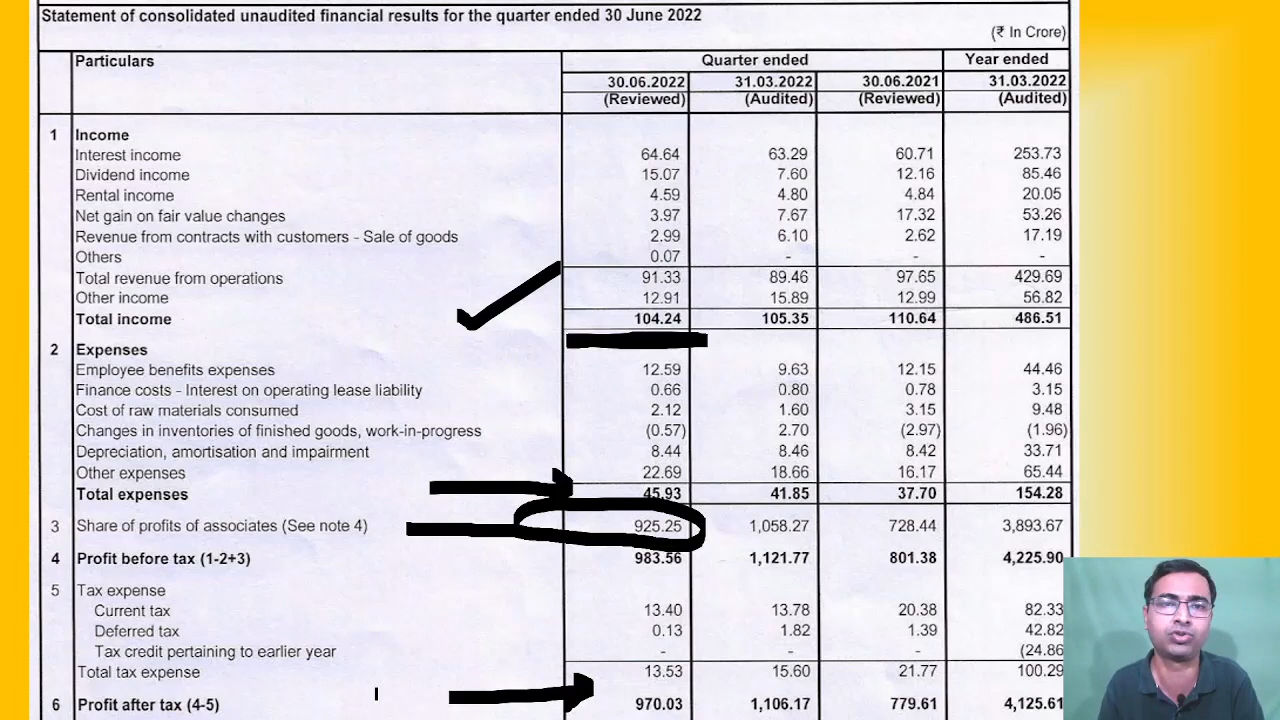 Statement of consolidated unaudited financial results for the quarter ended 30 June 2022
(₹ In Crore)
Particulars Quarter ended Year ended
30.06.2022 31.03.2022 30.06.2021 31.03.2022
(Reviewed) (Audited) (Reviewed) (Audited)
1 Income
Interest income 64.64 63.29 60.71 253.73
Dividend income 15.07 7.60 12.16 85.46
Rental income 4.59 4.80 4.84 20.05
Net gain on fair value changes 3.97 7.67 17.32 53.26
Revenue from contracts with customers - Sale of goods 2.99 6.10 2.62 17.19
Others 0.07 - - -
Total revenue from operations 91.33 89.46 97.65 429.69
Other income 12.91 15.89 12.99 56.82
Total income 104.24 105.35 110.64 486.51
2 Expenses
Employee benefits expenses 12.59 9.63 12.15 44.46
Finance costs - Interest on operating lease liability 0.66 0.80 0.78 3.15
Cost of raw materials consumed 2.12 1.60 3.15 9.48
Changes in inventories of finished goods, work-in-progress (0.57) 2.70 (2.97) (1.96)
Depreciation, amortisation and impairment 8.44 8.46 8.42 33.71
Other expenses 22.69 18.66 16.17 65.44
Total expenses 45.93 41.85 37.70 154.28
3 Share of profits of associates (See note 4) 925.25 1,058.27 728.44 3,893.67
4 Profit before tax (1-2+3) 983.56 1,121.77 801.38 4,225.90
5 Tax expense
Current tax 13.40 13.78 20.38 82.33
Deferred tax 0.13 1.82 1.39 42.82
Tax credit pertaining to earlier year - - - (24.86
Total tax expense 13.53 15.60 21.77 100.29
6 Profit after tax (4-5) 970.03 1,106.17 779.61 4,125.61